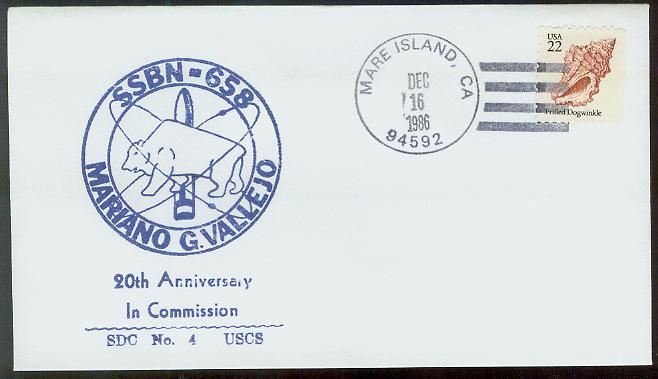 SSBN-658
MARIANO G. VALLEJO
20th Anniversary
In Commission
SDC No. 4 USCS
MARE ISLAND, CA
DEC
16
1986
94592
USA
22
Frilled Dogwinkle